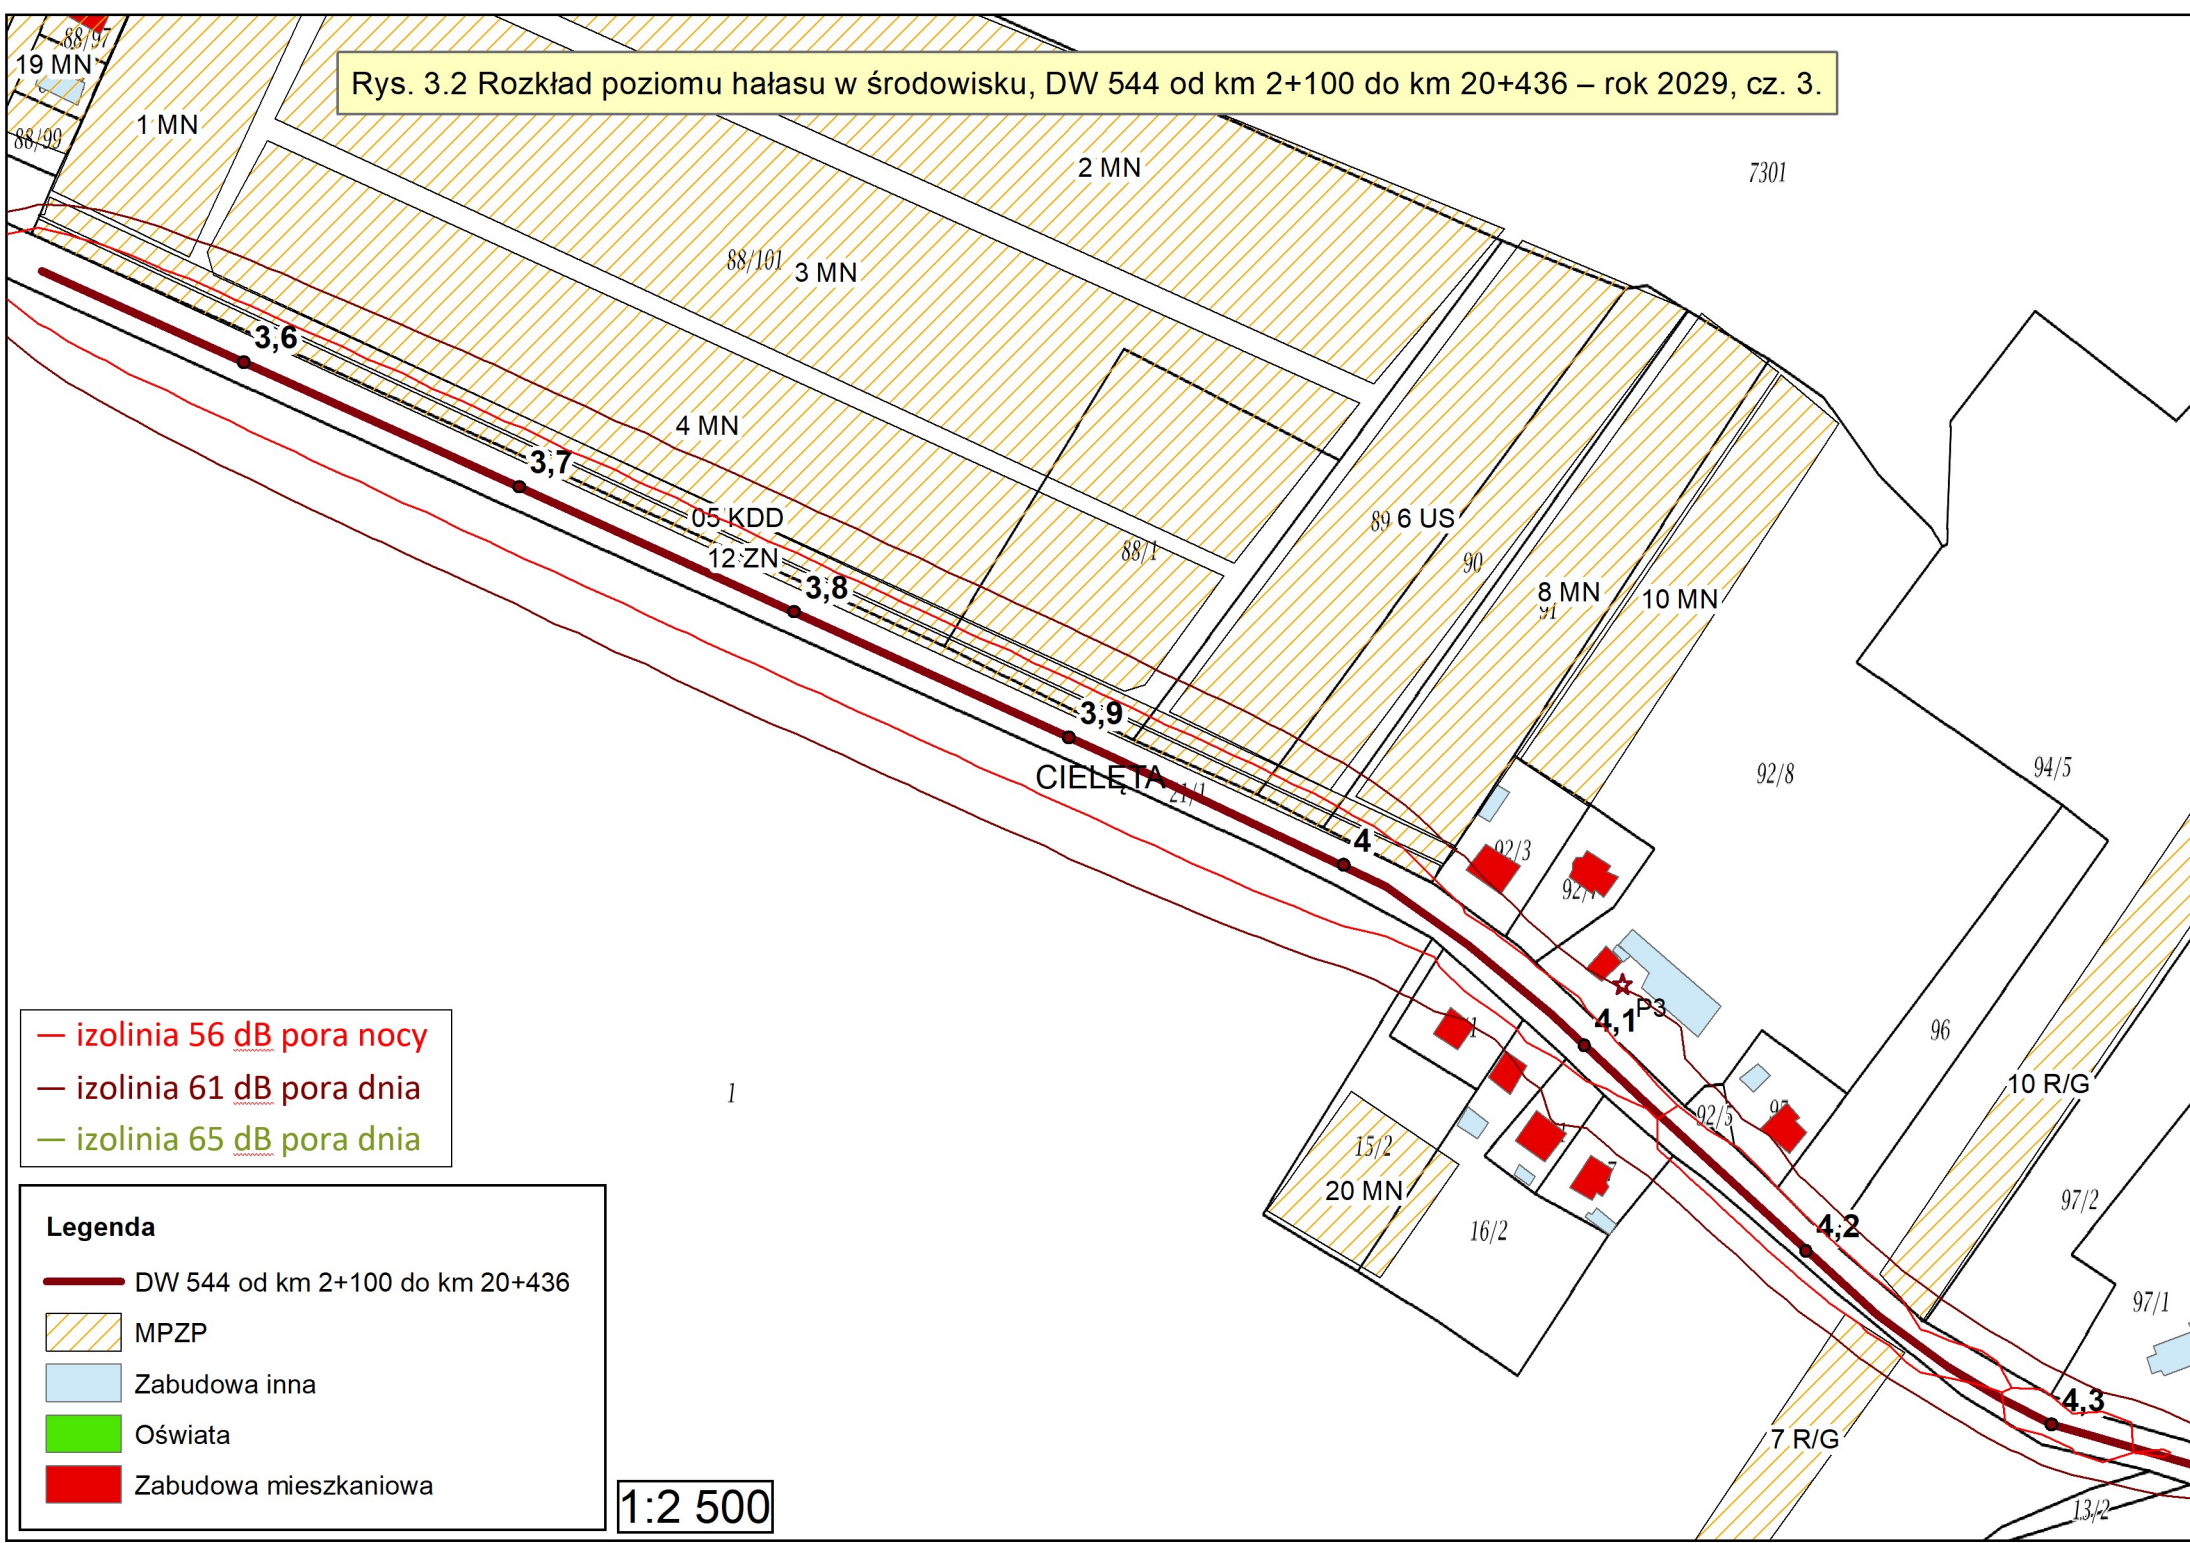 Rys. 3.2 Rozkład poziomu hałasu w środowisku, DW 544 od km 2+100 do km 20+436 – rok 2029, cz. 3.
88/97
19 MN
88/99
1 MN
2 MN
7301
88/101 3 MN
3,6
4 MN
3,7
05 KDD
12 ZN
3,8
88/1
89 6 US
90
8 MN
91
10 MN
3,9
CIELĘTA
21/1
4
92/3
92/8
94/5
4,1
P3
96
92/5
10 R/G
97/2
97/1
15/2
20 MN
16/2
1
4,2
4,3
7 R/G
13/2
izolinia 56 dB pora nocy
izolinia 61 dB pora dnia
izolinia 65 dB pora dnia
Legenda
DW 544 od km 2+100 do km 20+436
MPZP
Zabudowa inna
Oświata
Zabudowa mieszkaniowa
1:2 500